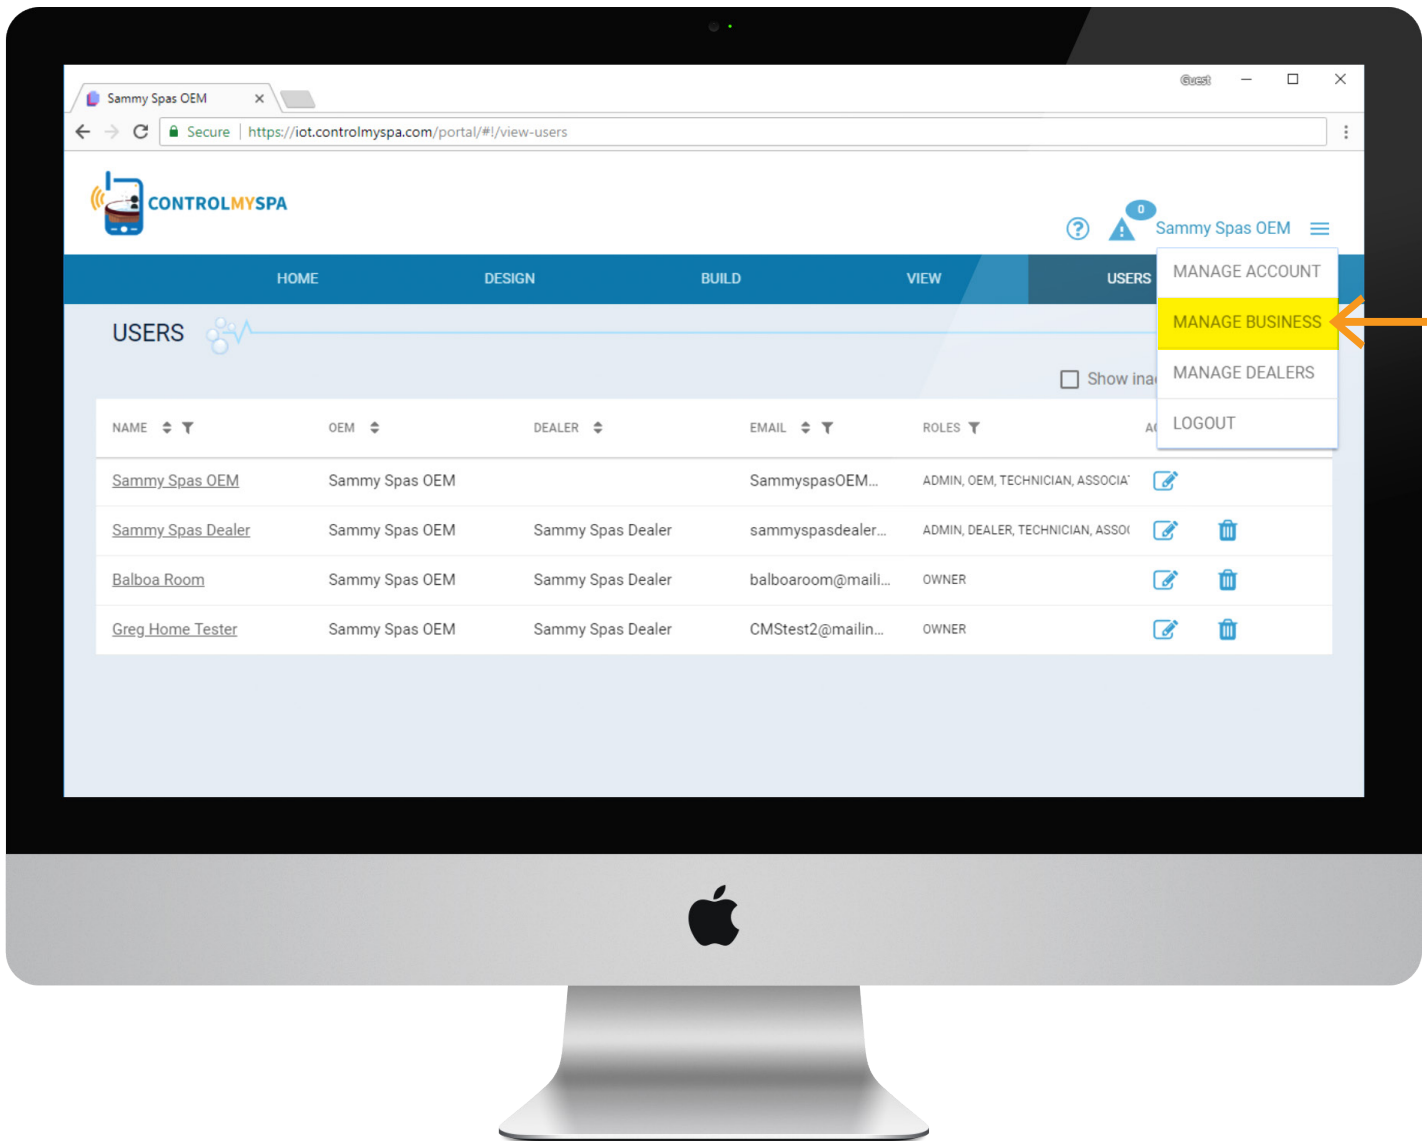 Guest
Sammy Spas OEM
Secure https://iot.controlmyspa.com/portal/#!/view-users
CONTROLMYSPA
0
? Sammy Spas OEM
HOME DESIGN BUILD VIEW USERS
MANAGE ACCOUNT
MANAGE BUSINESS
MANAGE DEALERS
LOGOUT
USERS
Show ina
NAME OEM DEALER EMAIL ROLES AC
Sammy Spas OEM Sammy Spas OEM SammyspasOEM... ADMIN, OEM, TECHNICIAN, ASSOCIA
Sammy Spas Dealer Sammy Spas OEM Sammy Spas Dealer sammyspasdealer... ADMIN, DEALER, TECHNICIAN, ASSO
Balboa Room Sammy Spas OEM Sammy Spas Dealer balboaroom@maili... OWNER
Greg Home Tester Sammy Spas OEM Sammy Spas Dealer CMStest2@mailin... OWNER